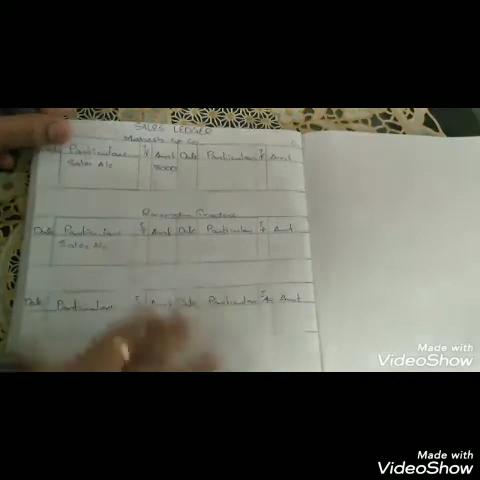 SALES LEDGER
Date Particulars J/F Amt Date Particulars J/F Amt
Sales A/c 5000
Date Particulars J/F Amt Date Particulars J/F Amt
Sales A/c
Date Particulars J/F Amt Date Particulars J/F Amt
Made with
VideoShow
Made with
VideoShow